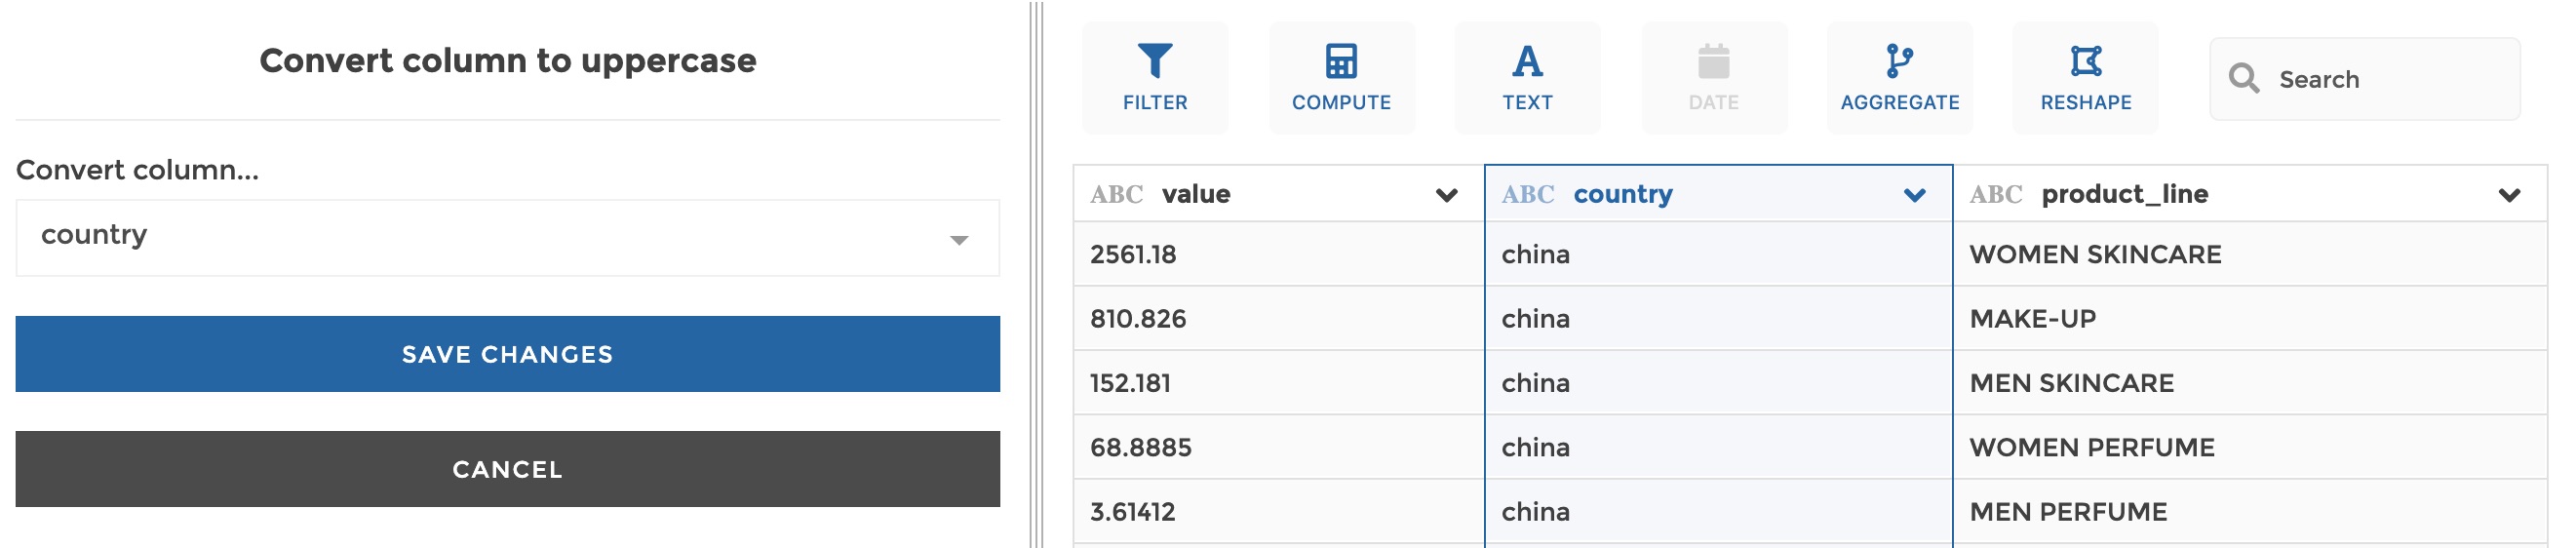 Convert column to uppercase
Convert column...
country
SAVE CHANGES
CANCEL
FILTER COMPUTE TEXT DATE AGGREGATE RESHAPE Search
ABC value ABC country ABC product_line
2561.18 china WOMEN SKINCARE
810.826 china MAKE-UP
152.181 china MEN SKINCARE
68.8885 china WOMEN PERFUME
3.61412 china MEN PERFUME